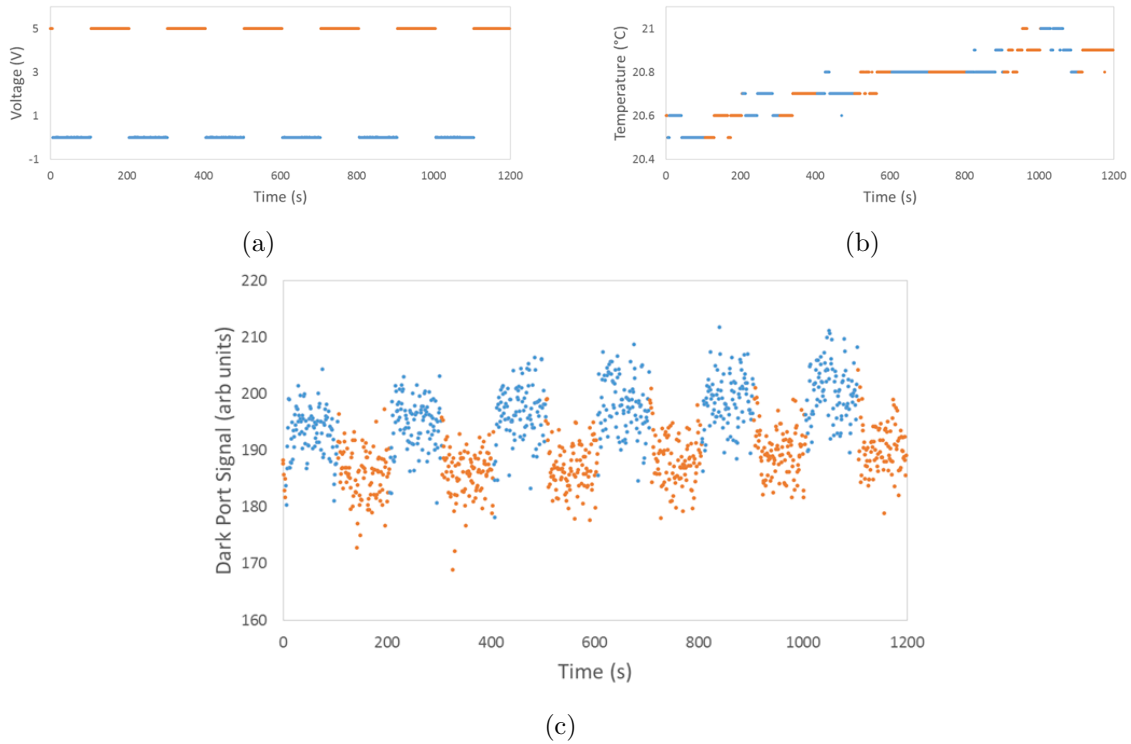 Voltage (V)
5
3
1
-1
0 200 400 600 800 1000 1200
Time (s)
(a)
Temperature (°C)
21
20.8
20.6
20.4
0 200 400 600 800 1000 1200
Time (s)
(b)
Dark Port Signal (arb units)
220
210
200
190
180
170
160
0 200 400 600 800 1000 1200
Time (s)
(c)